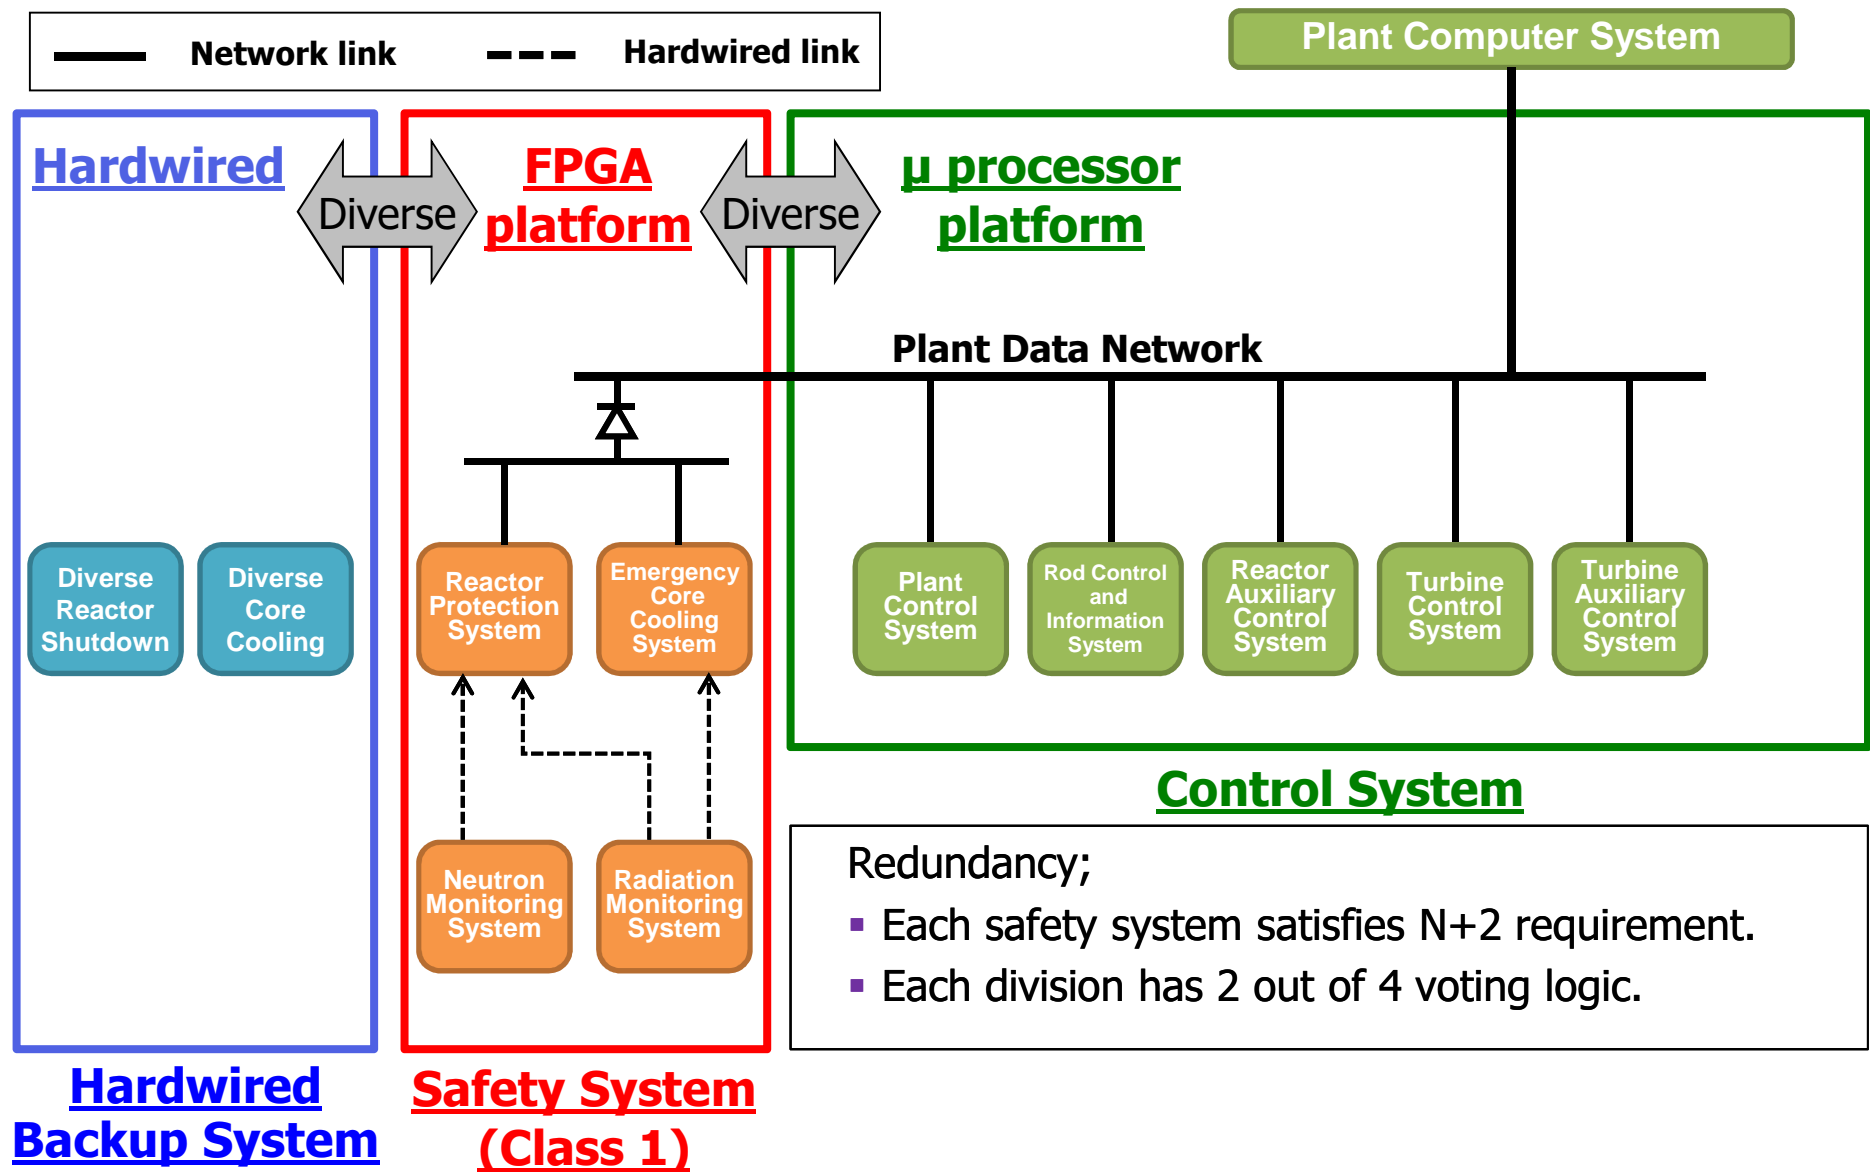 Network link
Hardwired link
Plant Computer System
Hardwired
Diverse
FPGA
platform
Diverse
μ processor
platform
Plant Data Network
Diverse
Reactor
Shutdown
Diverse
Core
Cooling
Reactor
Protection
System
Emergency
Core
Cooling
System
Plant
Control
System
Rod Control
and
Information
System
Reactor
Auxiliary
Control
System
Turbine
Control
System
Turbine
Auxiliary
Control
System
Neutron
Monitoring
System
Radiation
Monitoring
System
Control System
Redundancy;
▪ Each safety system satisfies N+2 requirement.
▪ Each division has 2 out of 4 voting logic.
Hardwired
Backup System
Safety System
(Class 1)